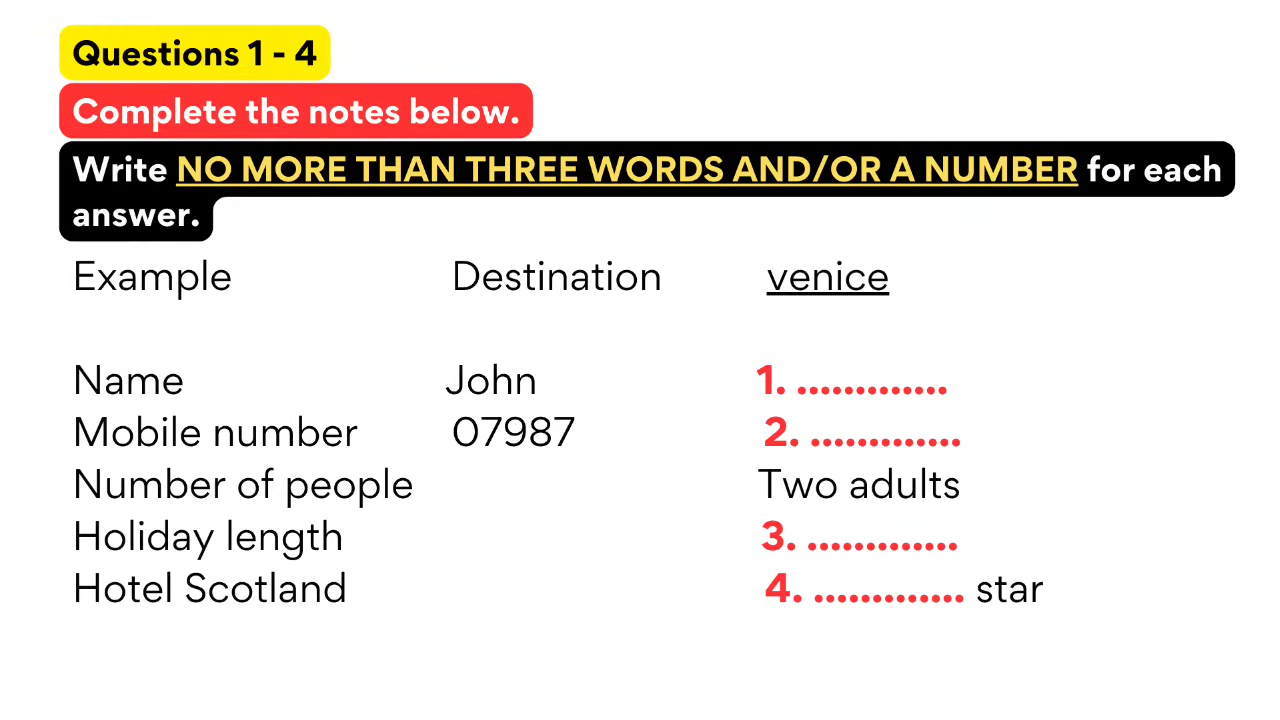 Questions 1 - 4
Complete the notes below.
Write NO MORE THAN THREE WORDS AND/OR A NUMBER for each
answer.
Example Destination venice
Name John 1. .............
Mobile number 07987 2. .............
Number of people Two adults
Holiday length 3. .............
Hotel Scotland 4. ............. star